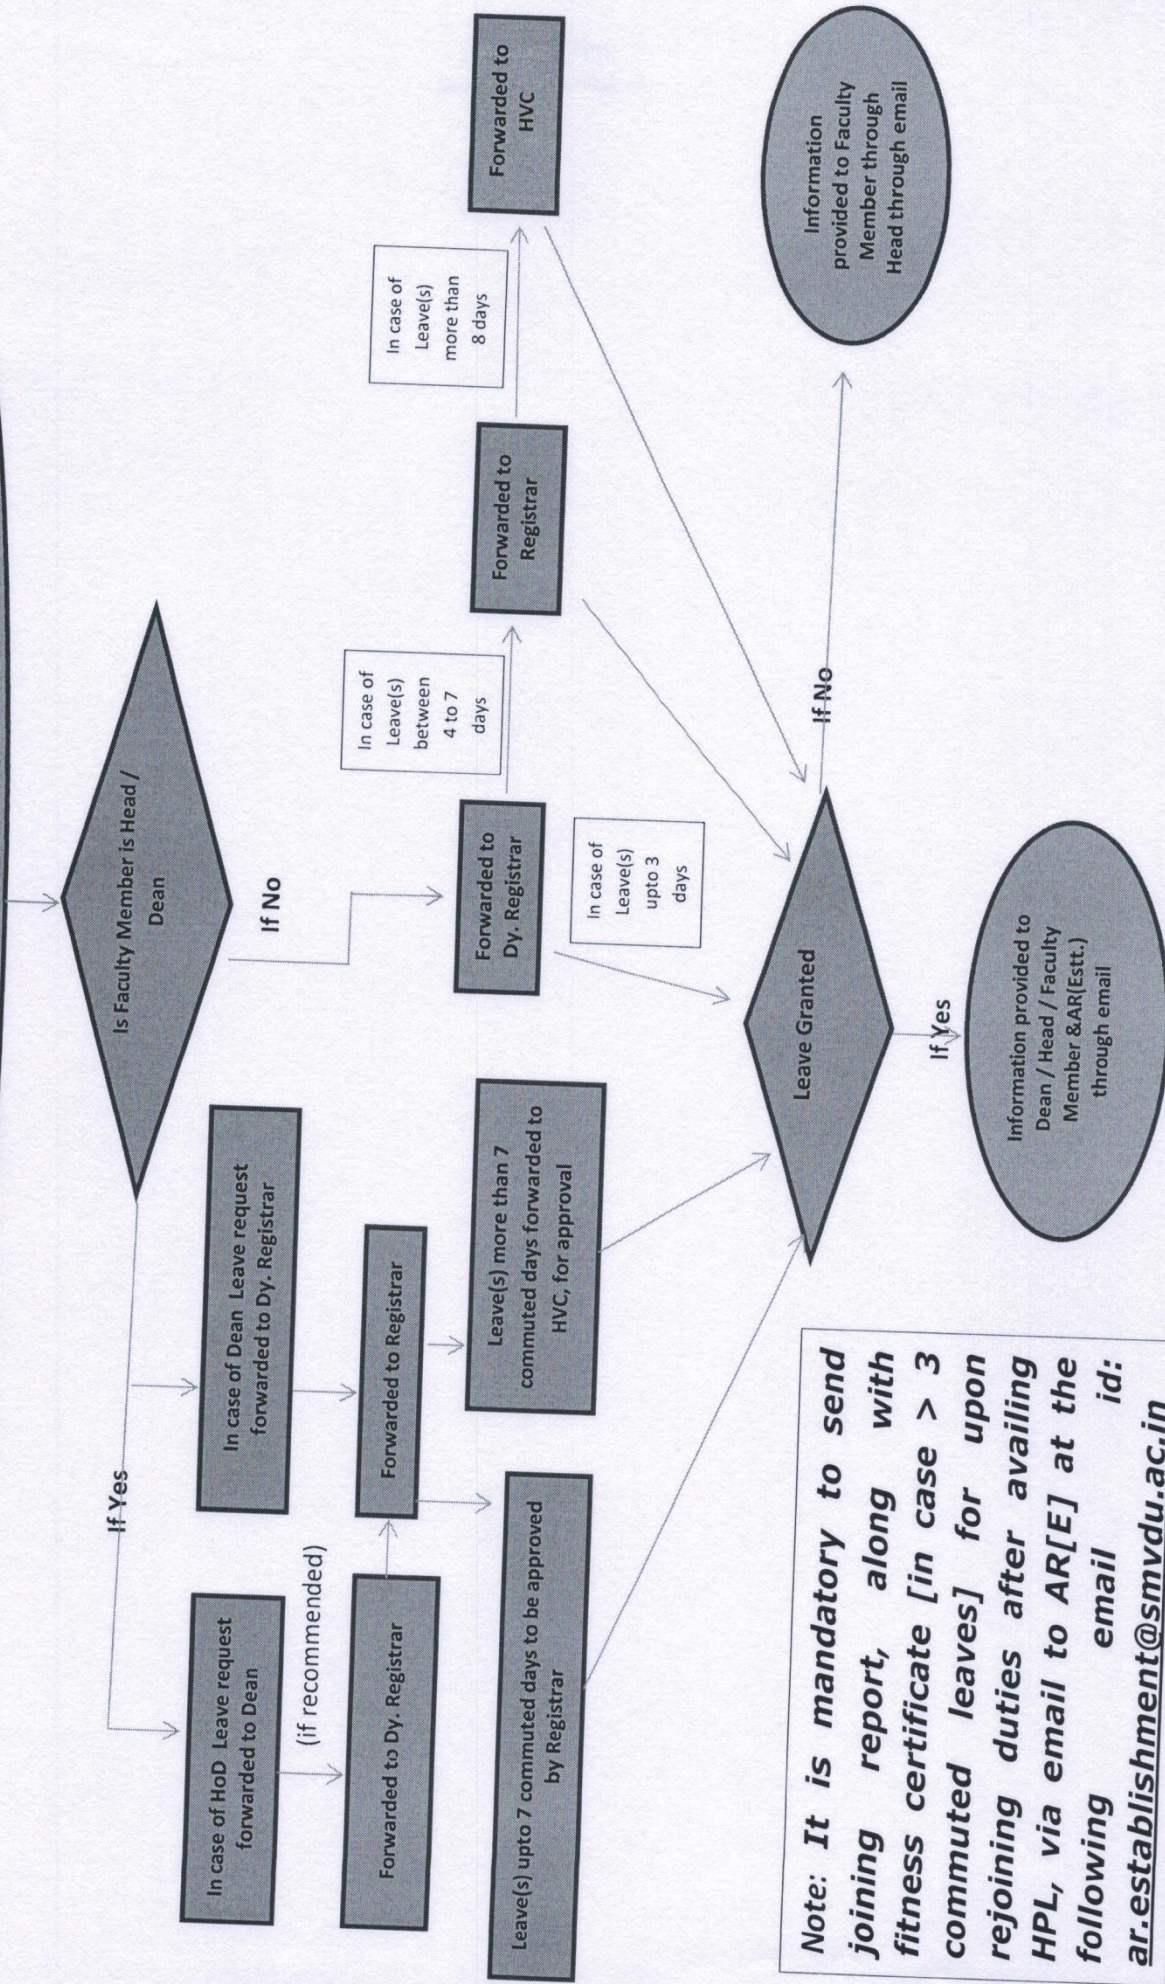 Is Faculty Member is Head /
Dean
If Yes
If No
In case of HoD Leave request
forwarded to Dean
In case of Dean Leave request
forwarded to Dy. Registrar
(if recommended)
Forwarded to Dy. Registrar
Forwarded to Registrar
Leave(s) upto 7 commuted days to be approved
by Registrar
Leave(s) more than 7
commuted days forwarded to
HVC, for approval
Forwarded to
Dy. Registrar
In case of
Leave(s)
between
4 to 7
days
Forwarded to
Registrar
In case of
Leave(s)
more than
8 days
Forwarded to
HVC
In case of
Leave(s)
upto 3
days
Leave Granted
If No
If Yes
Information
provided to Faculty
Member through
Head through email
Information provided to
Dean / Head / Faculty
Member &AR(Estt.)
through email
Note: It is mandatory to send
joining report, along with
fitness certificate [in case > 3
commuted leaves] for upon
rejoining duties after availing
HPL, via email to AR[E] at the
following email id:
ar.establishment@smvdu.ac.in